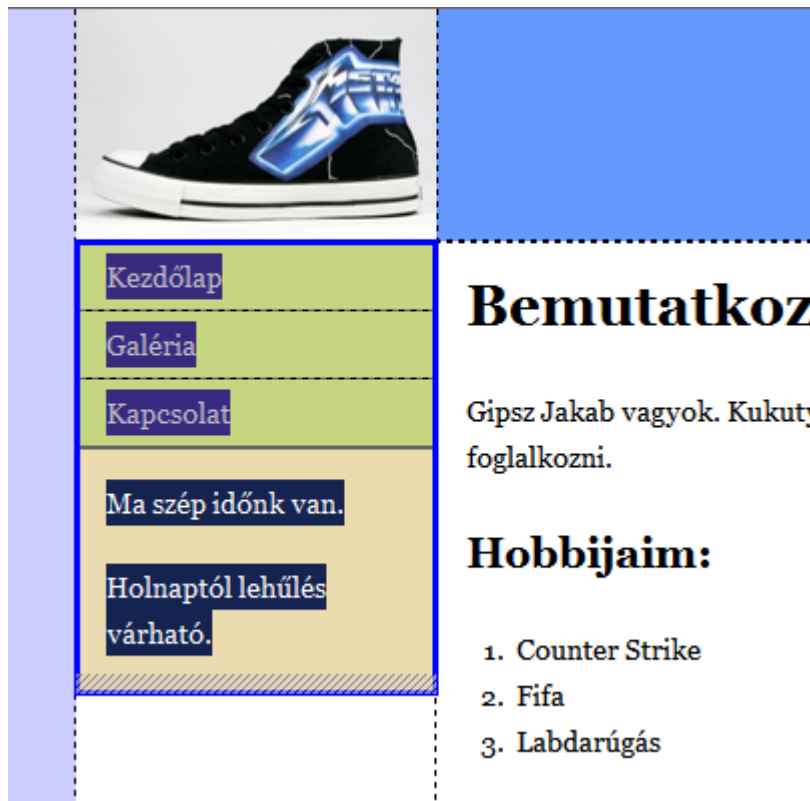 Kezdőlap
Galéria
Kapcsolat
Ma szép időnk van.
Holnaptól lehűlés
várható.
Bemutatkoz
Gipsz Jakab vagyok. Kukuty
foglalkozni.
Hobbijaim:
1. Counter Strike
2. Fifa
3. Labdarúgás